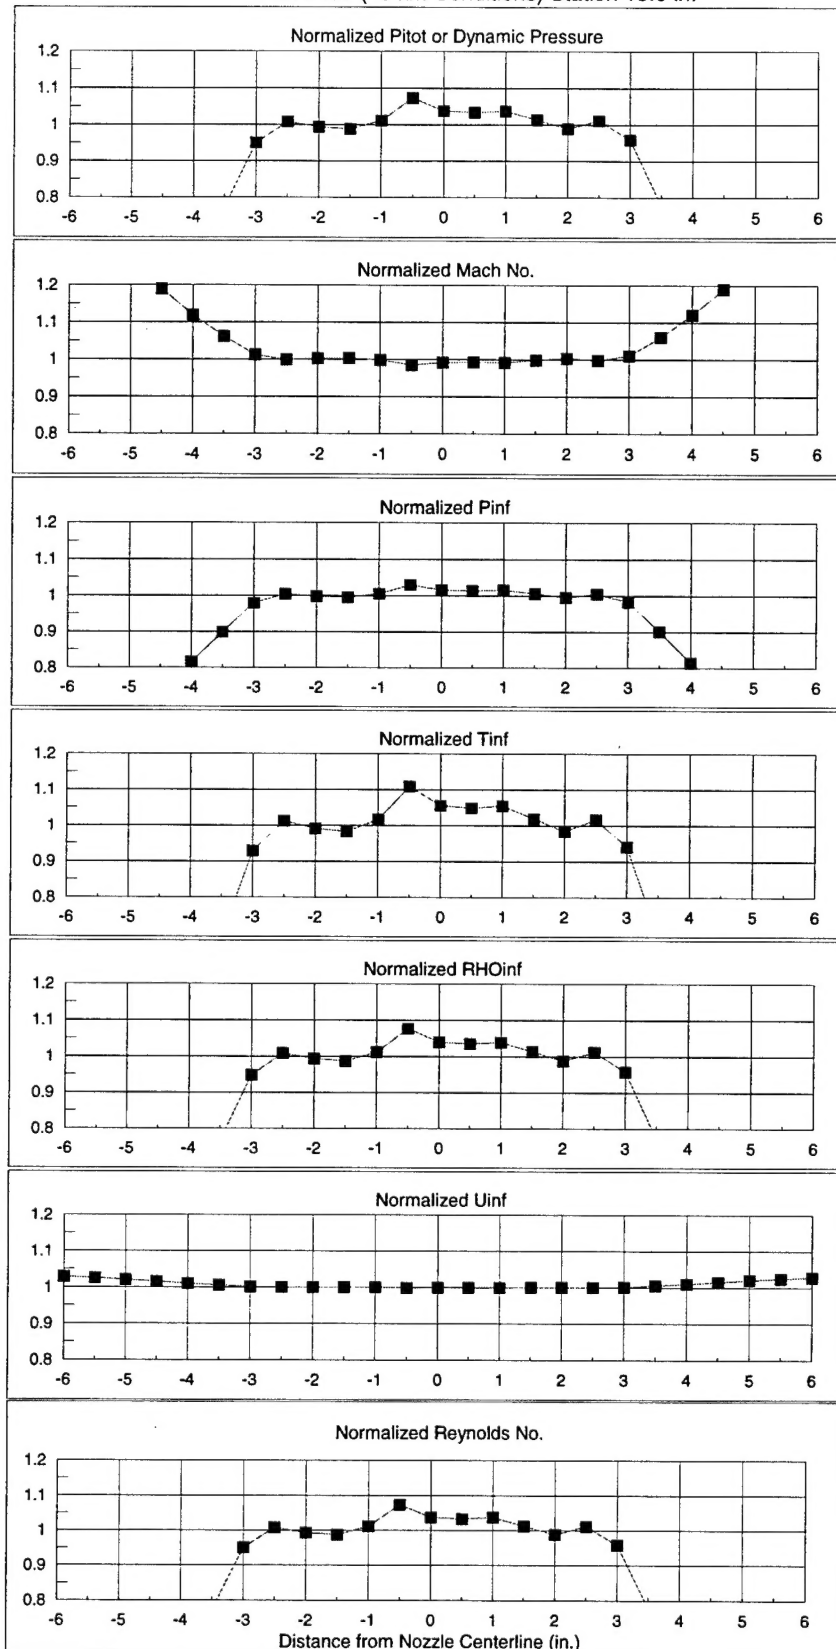 Normalized Pitot or Dynamic Pressure
1.2
1.1
1
0.9
0.8
-6 -5 -4 -3 -2 -1 0 1 2 3 4 5 6
Normalized Mach No.
1.2
1.1
1
0.9
0.8
-6 -5 -4 -3 -2 -1 0 1 2 3 4 5 6
Normalized Pinf
1.2
1.1
1
0.9
0.8
-6 -5 -4 -3 -2 -1 0 1 2 3 4 5 6
Normalized Tinf
1.2
1.1
1
0.9
0.8
-6 -5 -4 -3 -2 -1 0 1 2 3 4 5 6
Normalized RHOinf
1.2
1.1
1
0.9
0.8
-6 -5 -4 -3 -2 -1 0 1 2 3 4 5 6
Normalized Uinf
1.2
1.1
1
0.9
0.8
-6 -5 -4 -3 -2 -1 0 1 2 3 4 5 6
Normalized Reynolds No.
1.2
1.1
1
0.9
0.8
-6 -5 -4 -3 -2 -1 0 1 2 3 4 5 6
Distance from Nozzle Centerline (in.)